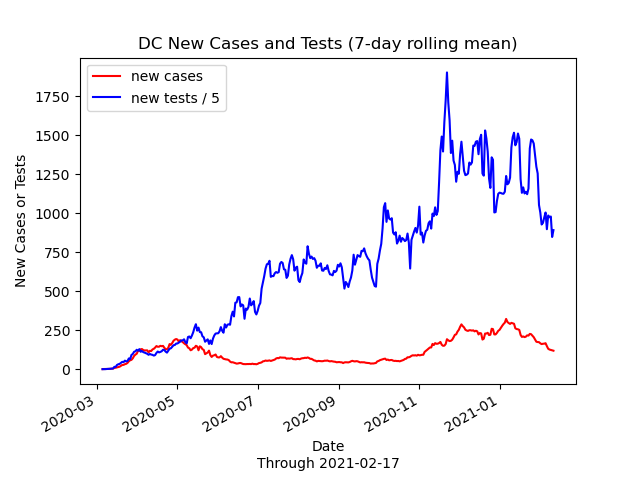 DC New Cases and Tests (7-day rolling mean)
new cases
new tests / 5
New Cases or Tests
1750
1500
1250
1000
750
500
250
0
2020-03
2020-05
2020-07
2020-09
2020-11
2021-01
Date
Through 2021-02-17